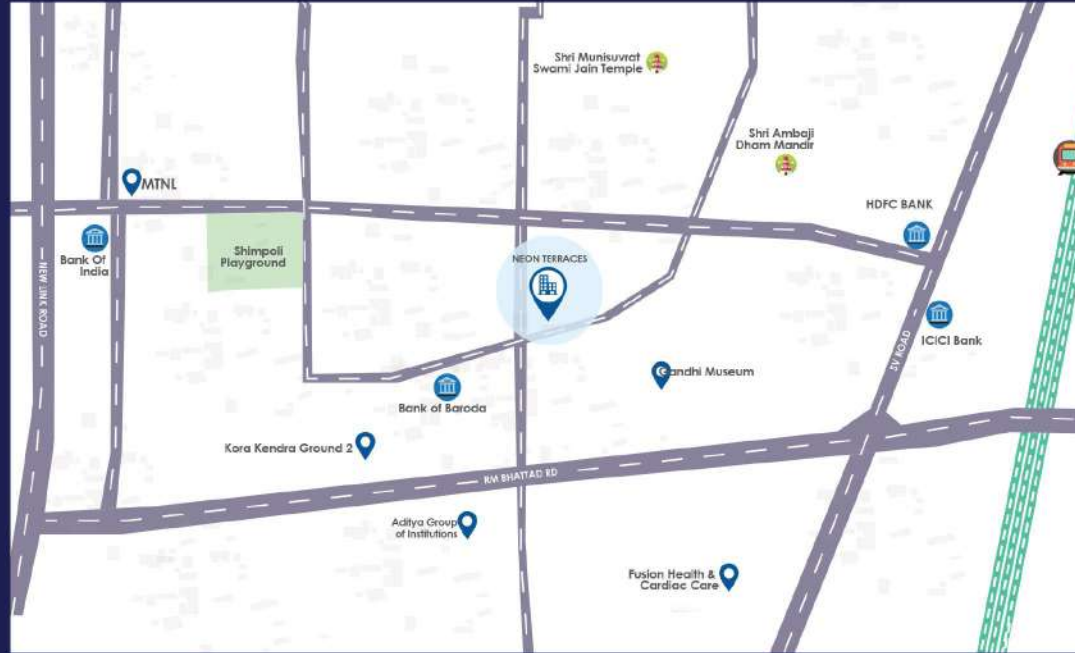 Shri Munisuvrat
Swami Jain Temple
Shri Ambaji
Dham Mandir
MTNL
HDFC BANK
Bank Of
India
Shimpoli
Playground
NEON TERRACES
NEW LINK ROAD
SV ROAD
ICICI Bank
Gandhi Museum
Bank of Baroda
Kora Kendra Ground 2
RM BHATTAD RD
Aditya Group
of Institutions
Fusion Health &
Cardiac Care